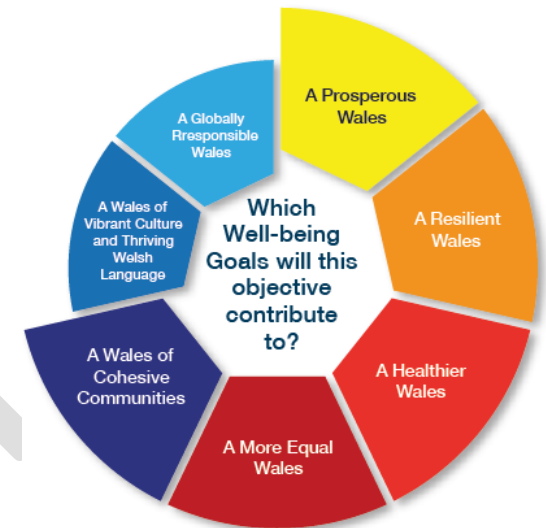 Which
Well-being
Goals will this
objective
contribute
to?
A Prosperous
Wales
A Resilient
Wales
A Healthier
Wales
A More Equal
Wales
A Wales of
Cohesive
Communities
A Wales of
Vibrant Culture
and Thriving
Welsh
Language
A Globally
Rresponsible
Wales